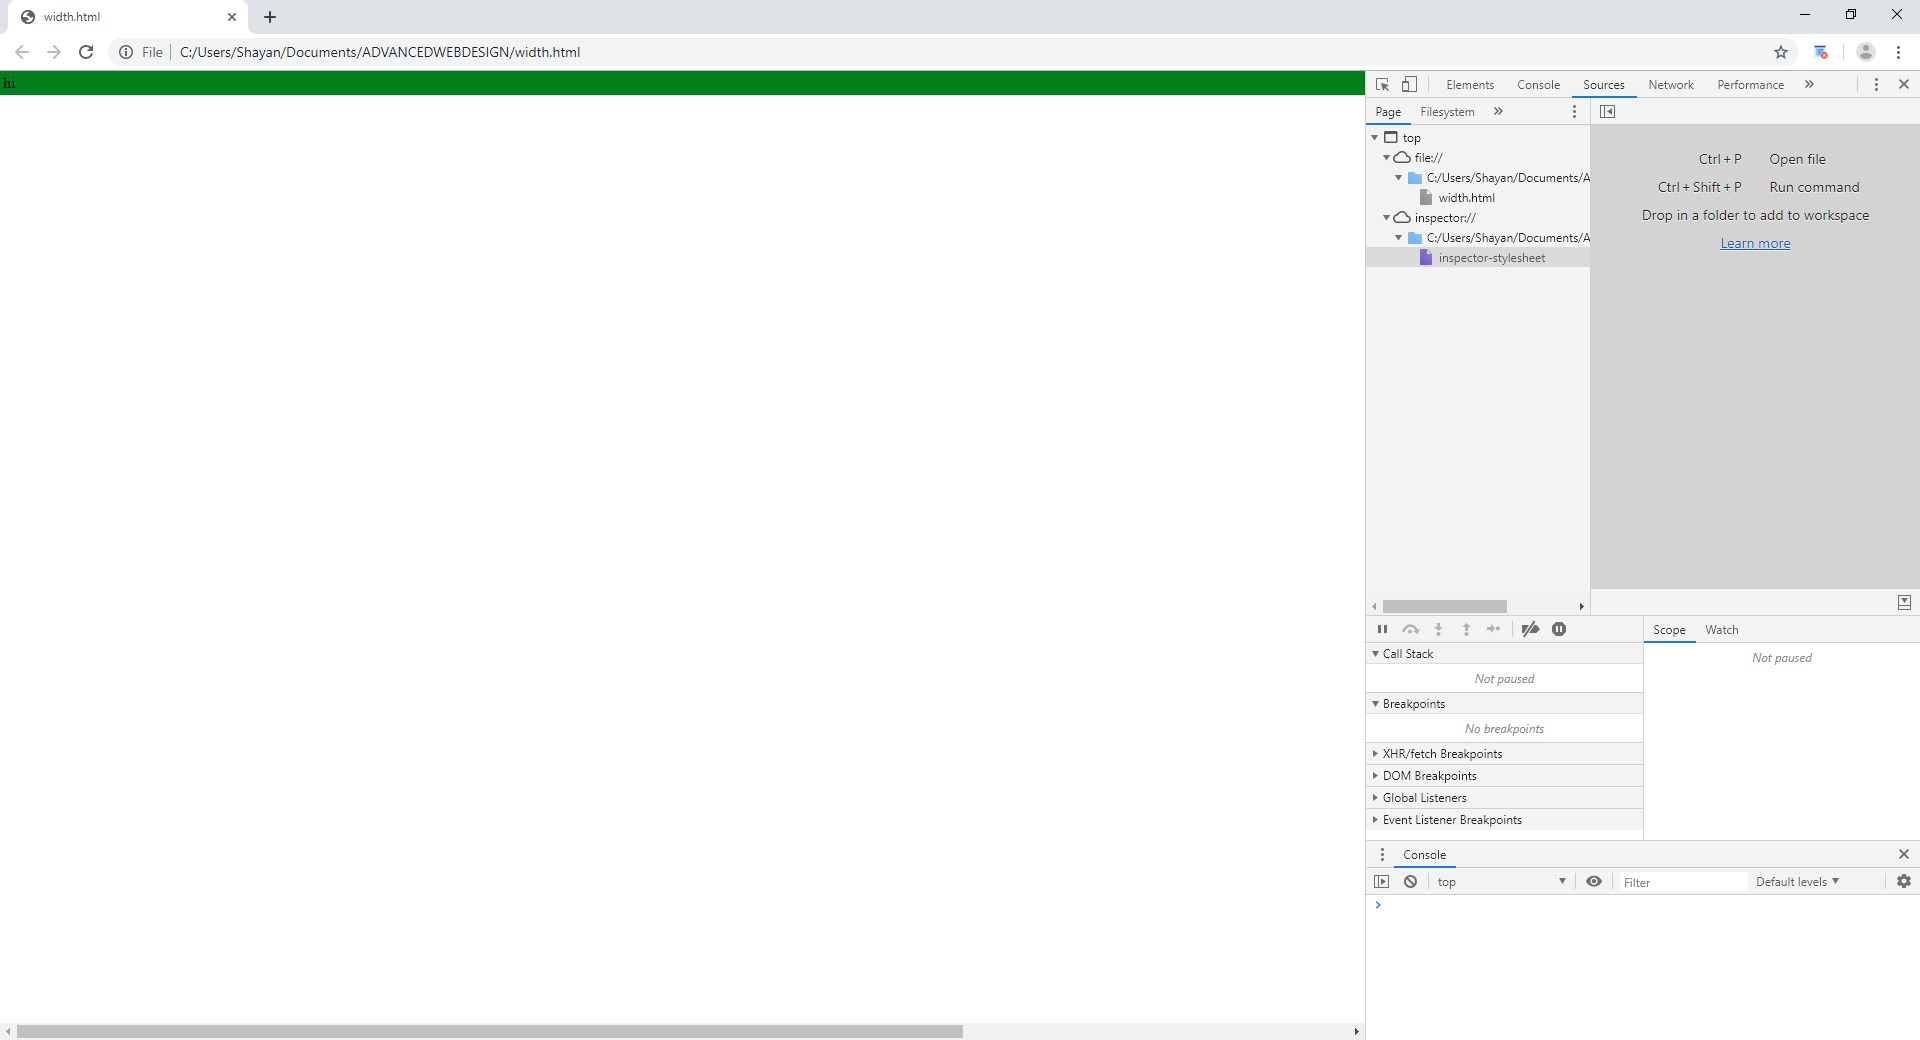 width.html
File
C:/Users/Shayan/Documents/ADVANCEDWEBDESIGN/width.html
hi
Elements Console Sources Network Performance
Page Filesystem
top
file://
C:/Users/Shayan/Documents/A
width.html
inspector://
C:/Users/Shayan/Documents/A
inspector-stylesheet
Ctrl + P Open file
Ctrl + Shift + P Run command
Drop in a folder to add to workspace
Learn more
Call Stack
Not paused
Breakpoints
No breakpoints
XHR/fetch Breakpoints
DOM Breakpoints
Global Listeners
Event Listener Breakpoints
Scope Watch
Not paused
Console
top Filter Default levels